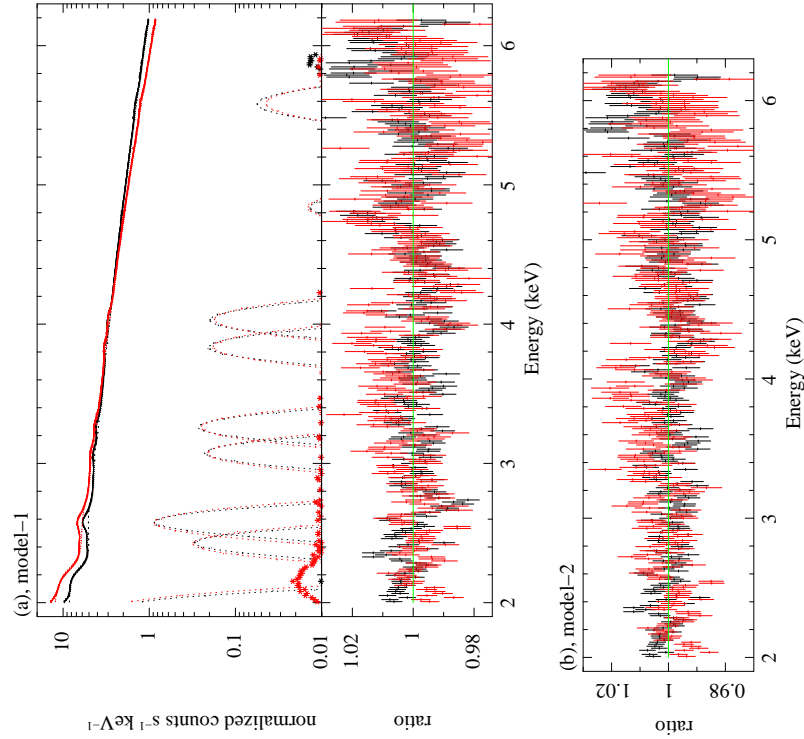 (a), model−1
normalized counts s⁻¹ keV⁻¹
10
1
0.1
0.01
ratio
1.02
1
0.98
2
3
4
5
6
Energy (keV)
(b), model−2
ratio
1.02
1
0.98
2
3
4
5
6
Energy (keV)